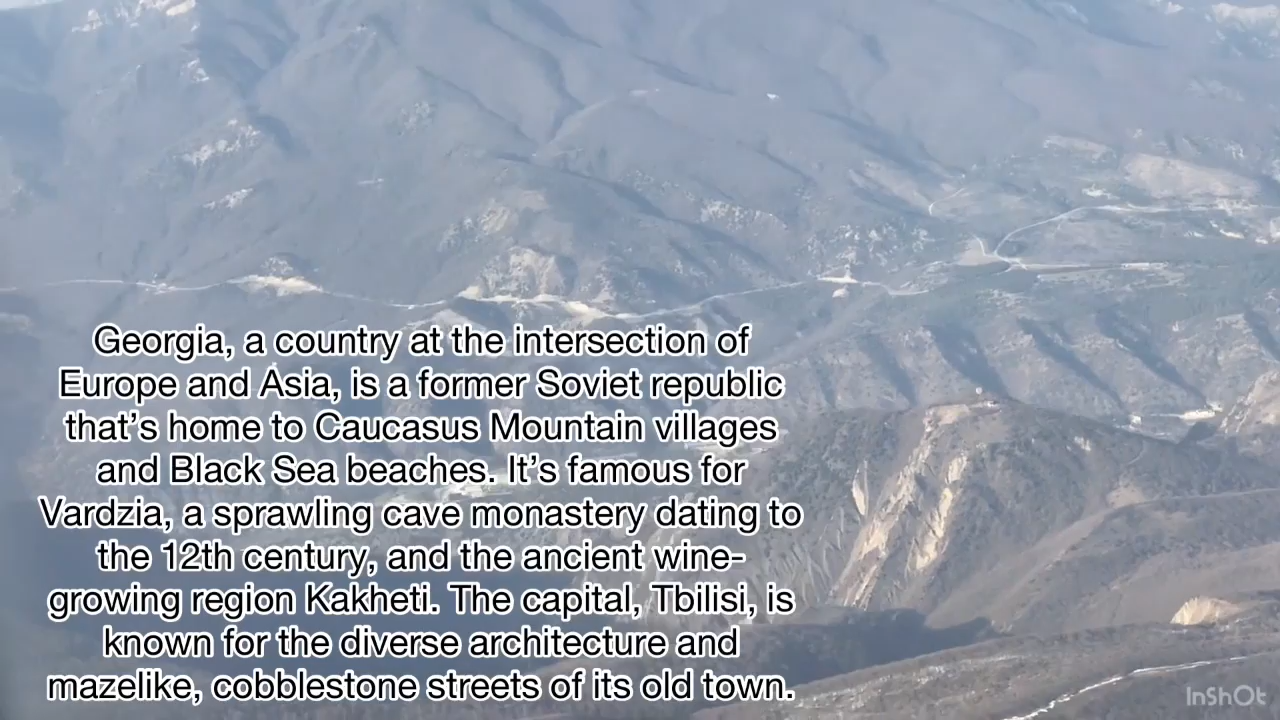 Georgia, a country at the intersection of
Europe and Asia, is a former Soviet republic
that’s home to Caucasus Mountain villages
and Black Sea beaches. It’s famous for
Vardzia, a sprawling cave monastery dating to
the 12th century, and the ancient wine-
growing region Kakheti. The capital, Tbilisi, is
known for the diverse architecture and
mazelike, cobblestone streets of its old town.
InShOt